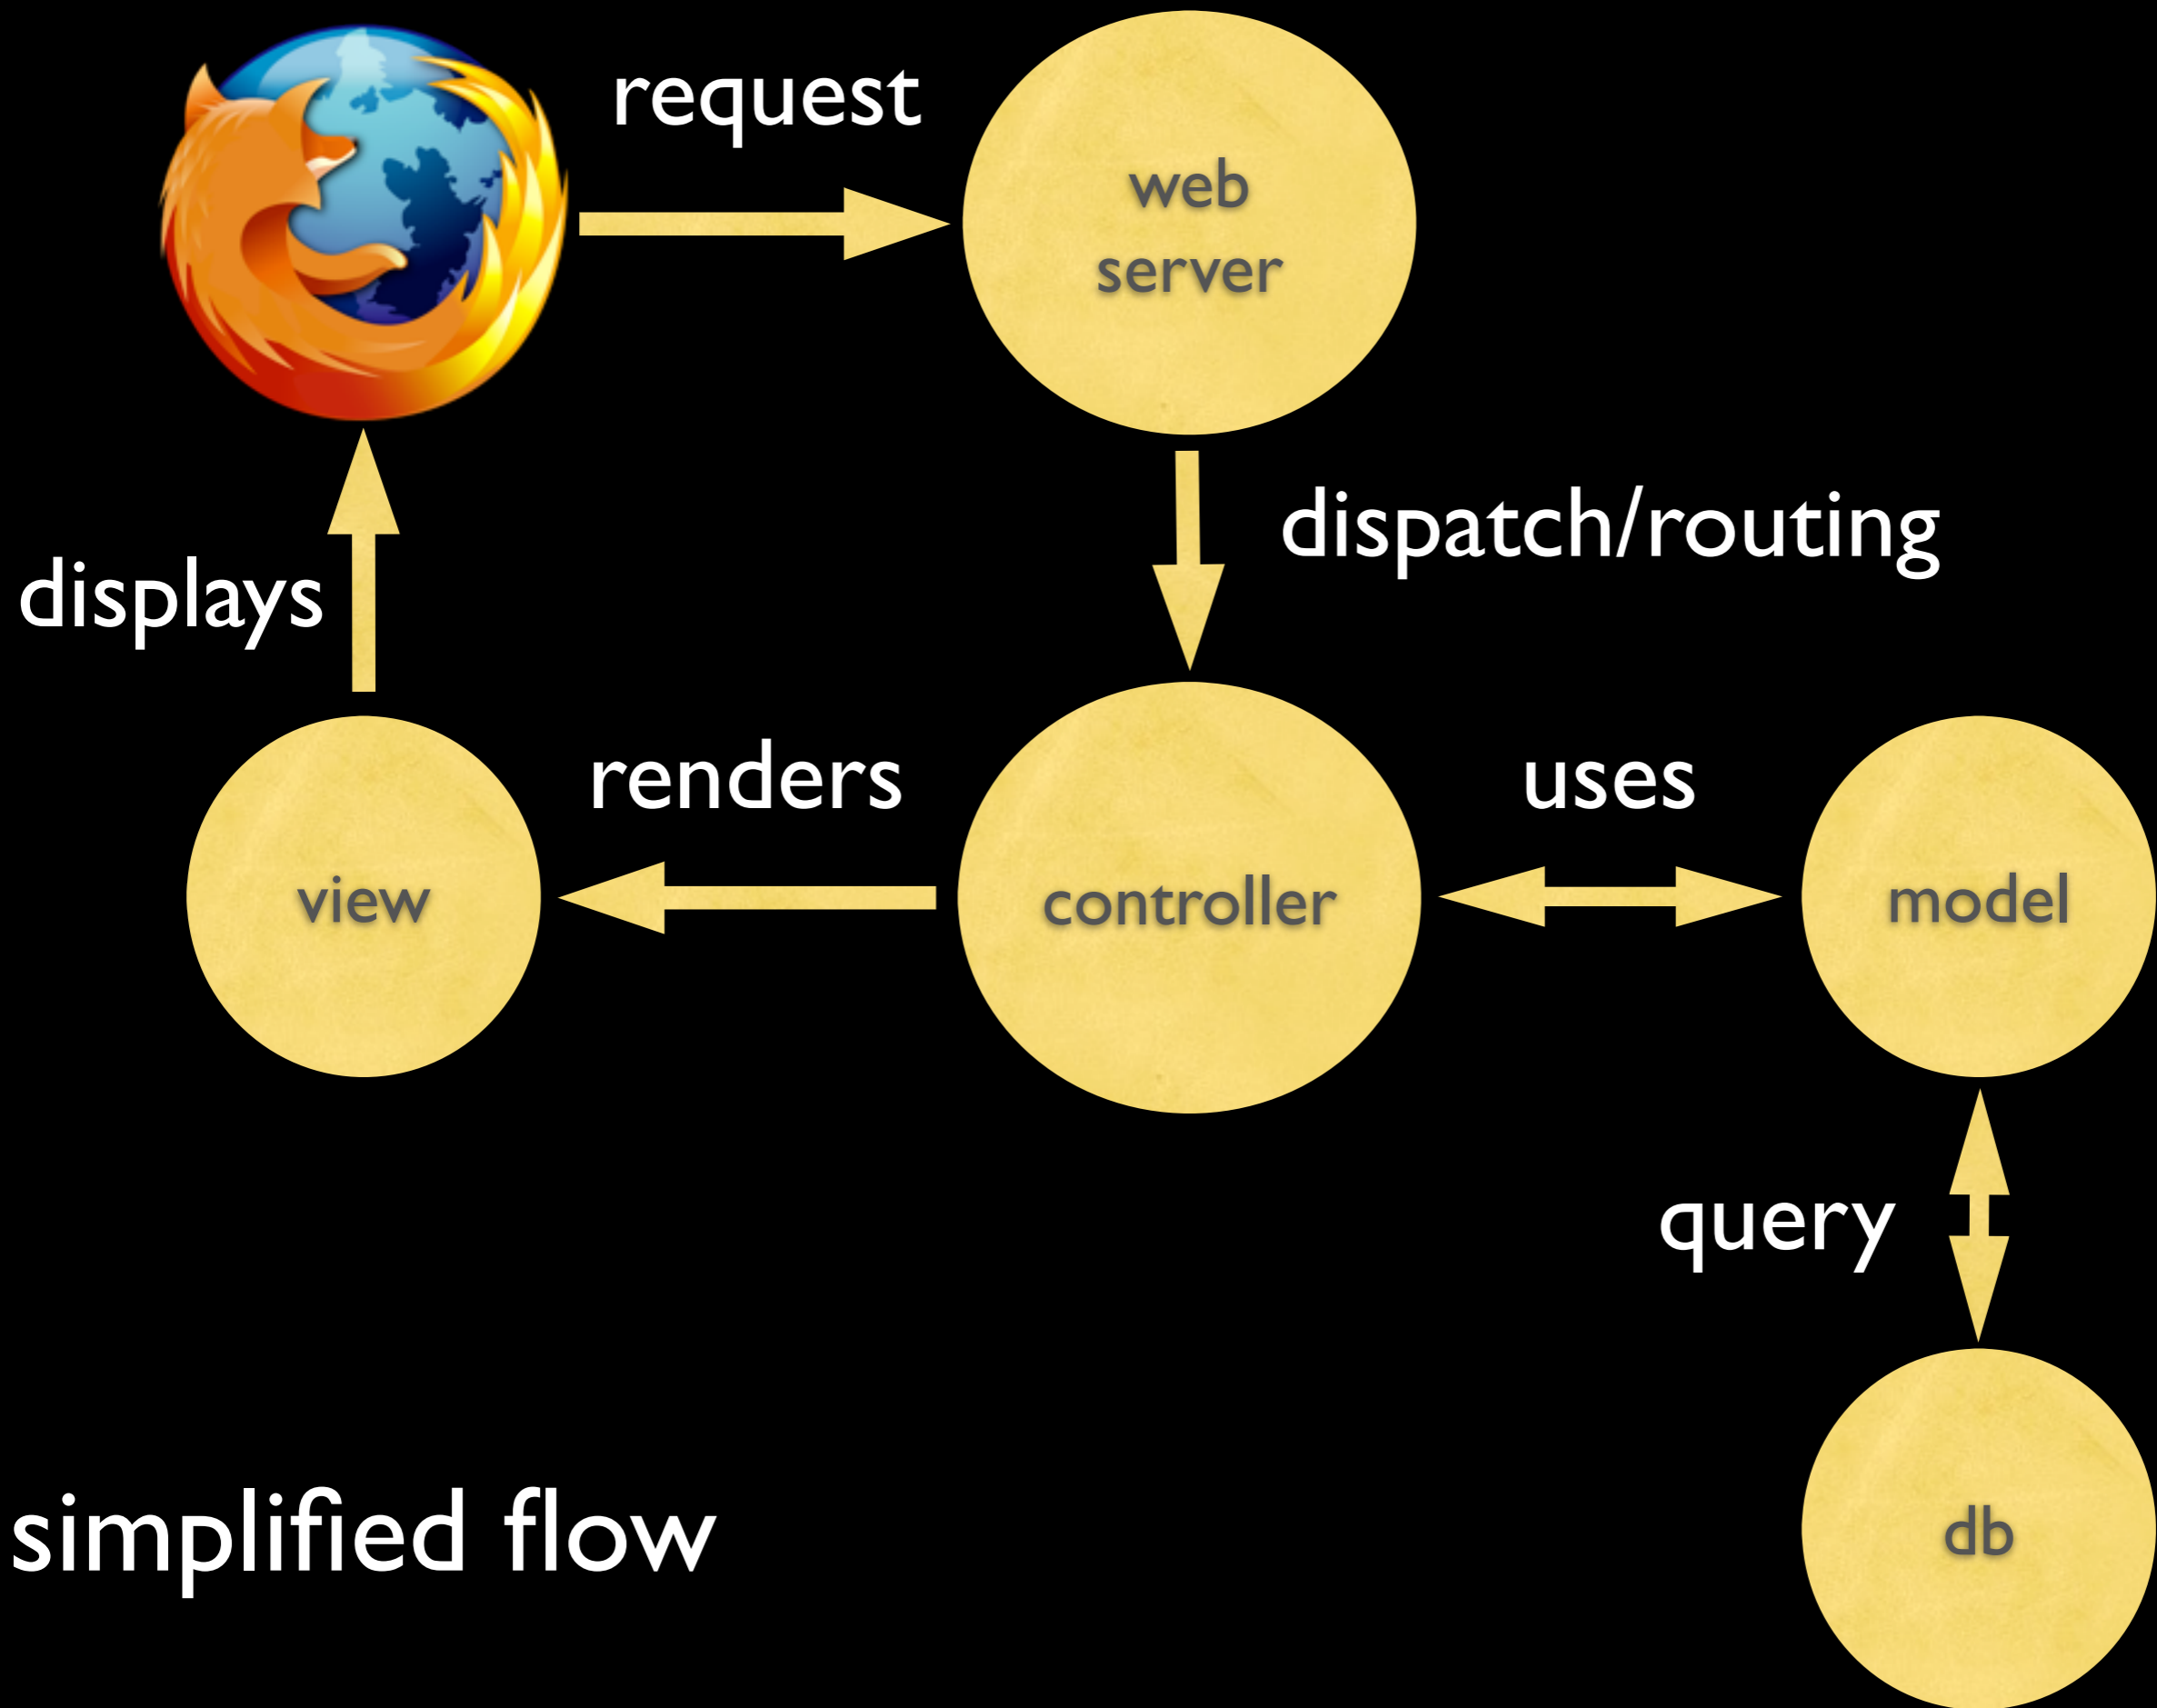 request
web
server
dispatch/routing
displays
renders
uses
view
controller
model
query
simplified flow
db